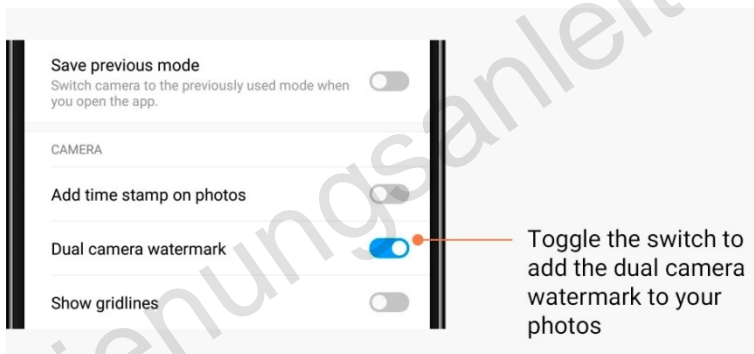 Save previous mode
Switch camera to the previously used mode when
you open the app.
CAMERA
Add time stamp on photos
Dual camera watermark
Show gridlines
Toggle the switch to
add the dual camera
watermark to your
photos